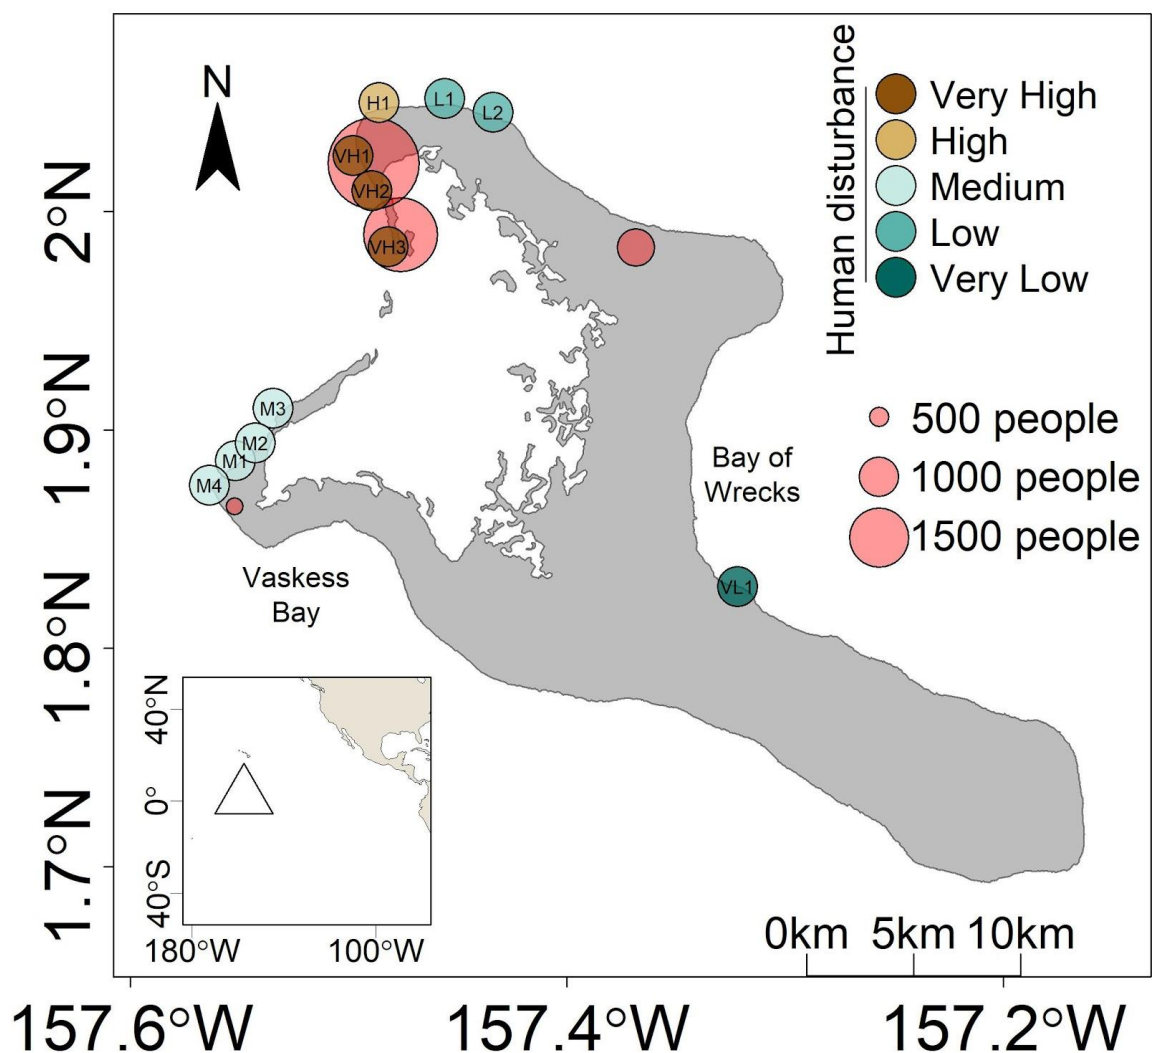 N
H1
L1
L2
VH1
VH2
VH3
M3
M2
M1
M4
VL1
Bay of
Wrecks
Vaskess
Bay
Human disturbance
Very High
High
Medium
Low
Very Low
500 people
1000 people
1500 people
2°N
1.9°N
1.8°N
1.7°N
40°N
0°
40°S
180°W
100°W
0km 5km 10km
157.6°W 157.4°W 157.2°W